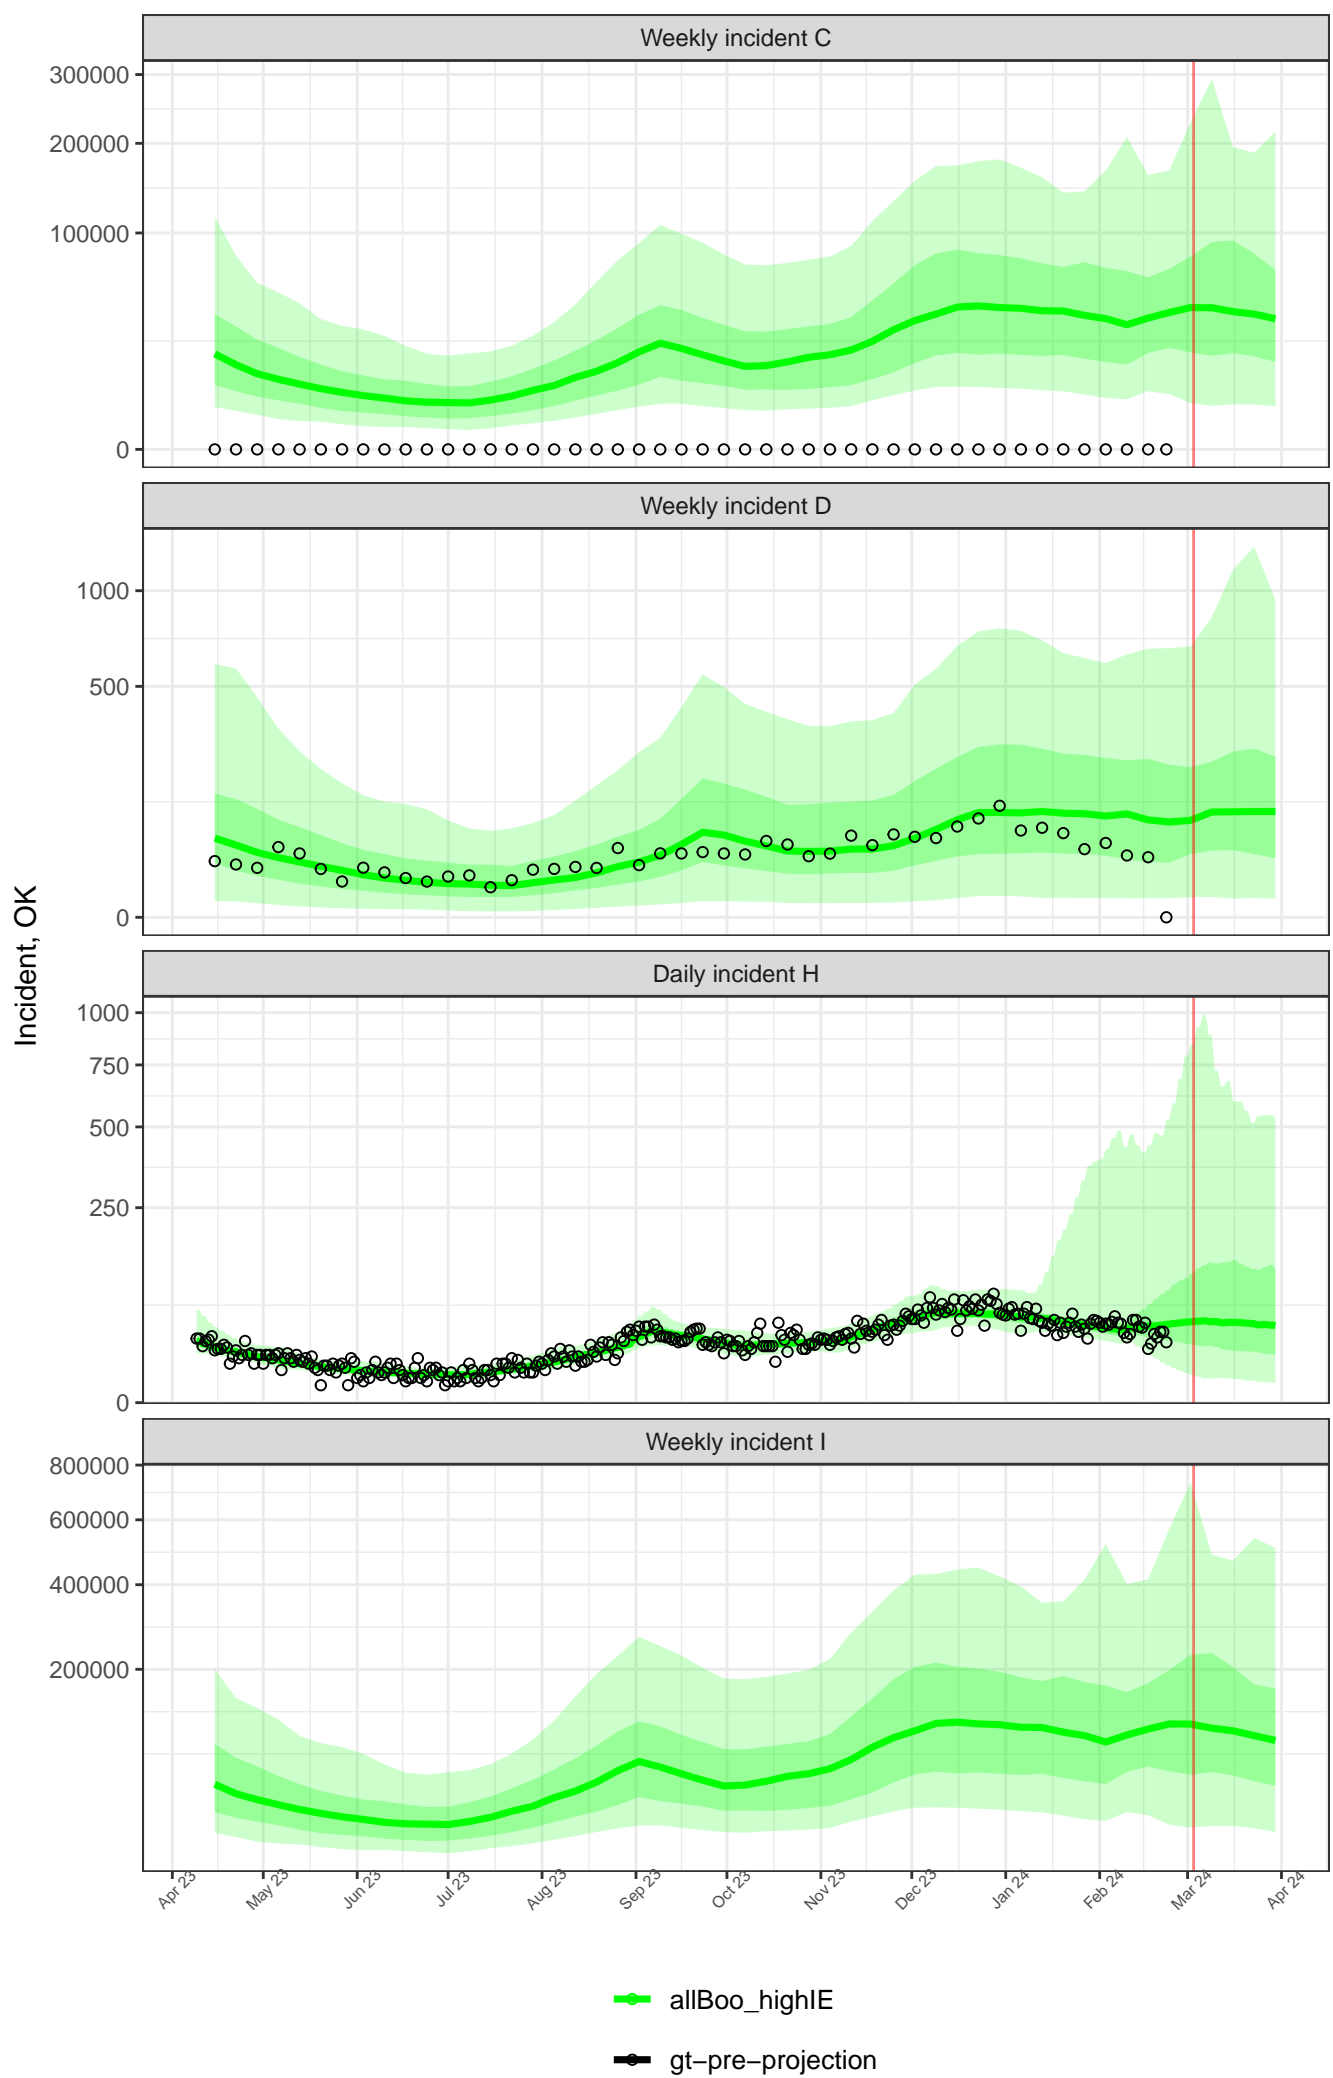 Weekly incident C
300000
200000
100000
0
Weekly incident D
1000
500
0
Incident, OK
Daily incident H
1000
750
500
250
0
Weekly incident I
800000
600000
400000
200000
Apr 23
May 23
Jun 23
Jul 23
Aug 23
Sep 23
Oct 23
Nov 23
Dec 23
Jan 24
Feb 24
Mar 24
Apr 24
allBoo_highIE
gt−pre−projection